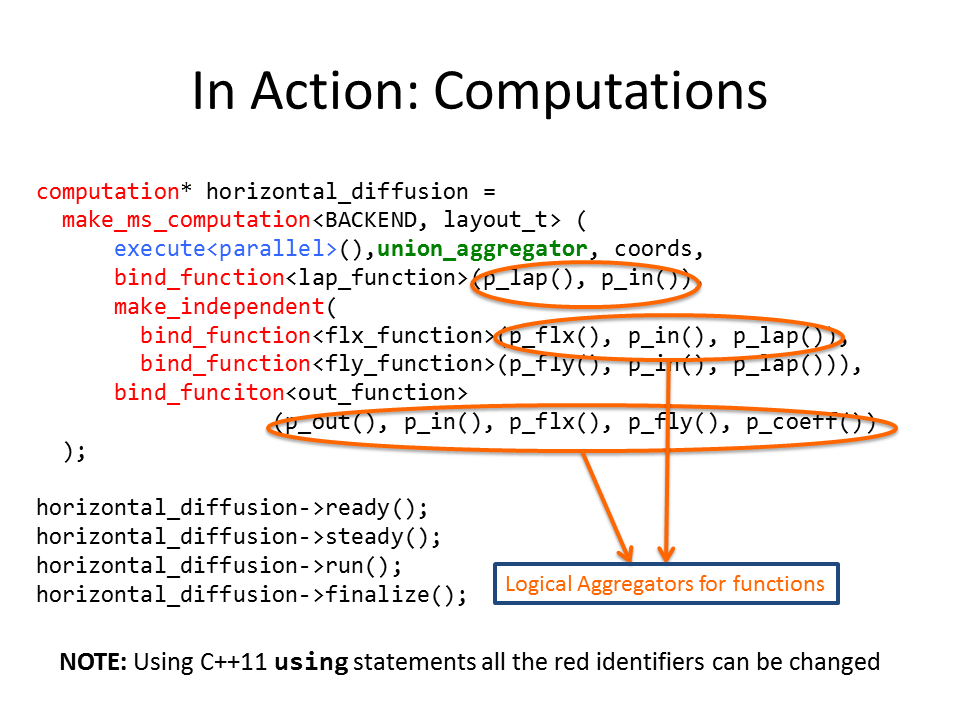 In Action: Computations
computation* horizontal_diffusion =
make_ms_computation<BACKEND, layout_t> (
execute<parallel>(),union_aggregator, coords,
bind_function<lap_function>(p_lap(), p_in()),
make_independent(
bind_function<flx_function>(p_flx(), p_in(), p_lap()),
bind_function<fly_function>(p_fly(), p_in(), p_lap())),
bind_funciton<out_function>
(p_out(), p_in(), p_flx(), p_fly(), p_coeff())
);
horizontal_diffusion->ready();
horizontal_diffusion->steady();
horizontal_diffusion->run();
horizontal_diffusion->finalize();
Logical Aggregators for functions
NOTE: Using C++11 using statements all the red identifiers can be changed